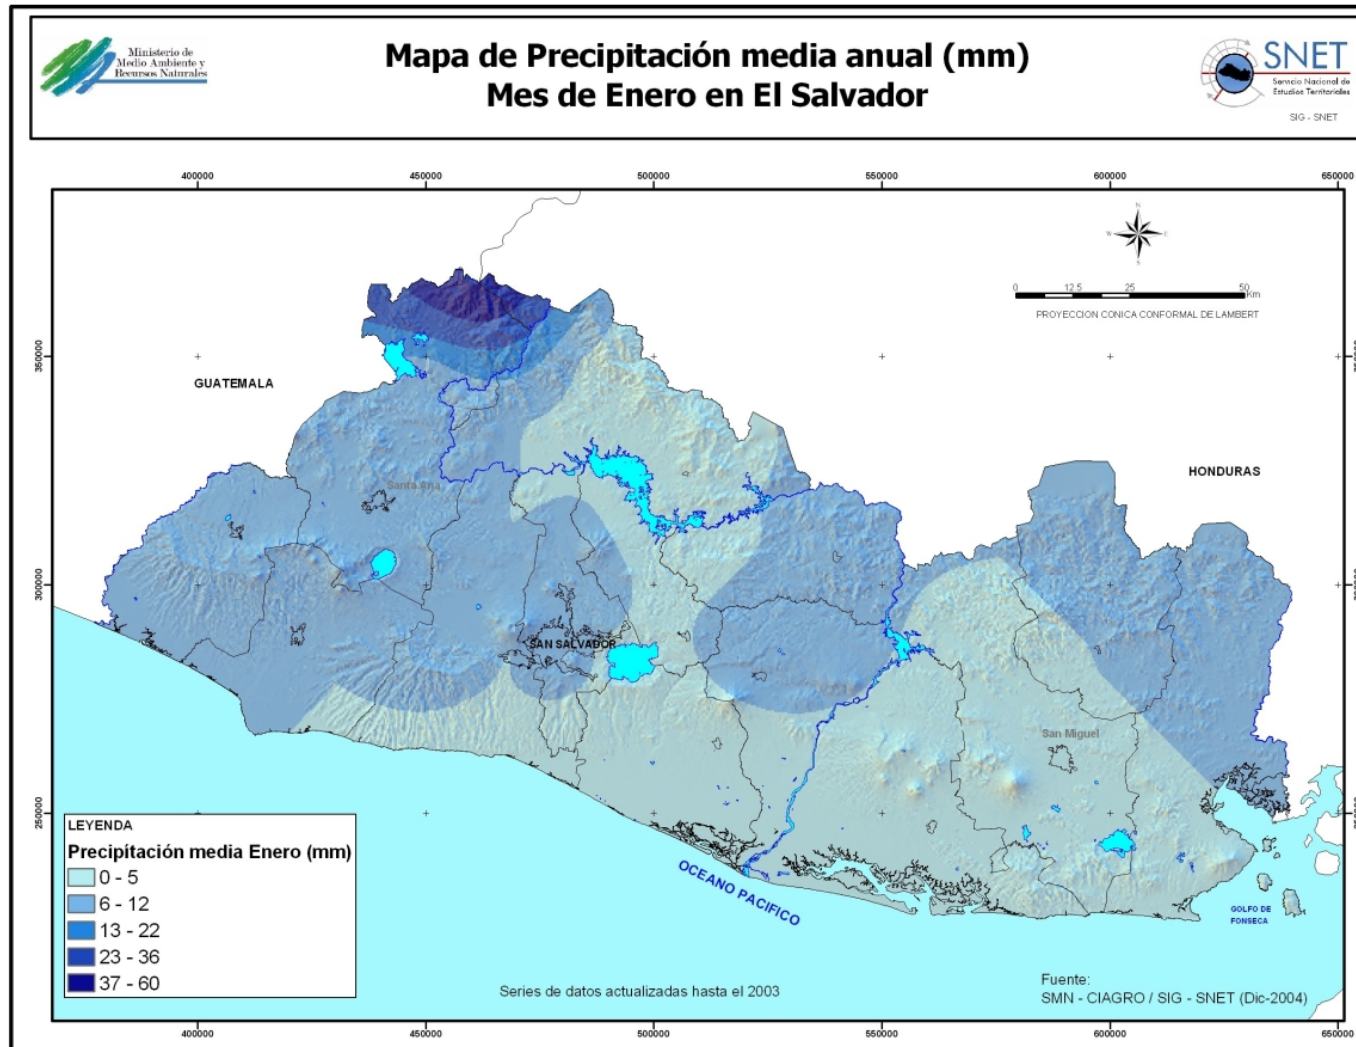 Ministerio de
Medio Ambiente y
Recursos Naturales
Mapa de Precipitación media anual (mm)
Mes de Enero en El Salvador
SNET
Servicio Nacional de
Estudios Territoriales
SIG - SNET
400000 450000 500000 550000 600000 650000
N
W E
S
0 12.5 25 50
Km
PROYECCION CONICA CONFORMAL DE LAMBERT
350000
350000
GUATEMALA
HONDURAS
Santa Ana
300000
300000
SAN SALVADOR
San Miguel
250000
250000
LEYENDA
Precipitación media Enero (mm)
0 - 5
6 - 12
13 - 22
23 - 36
37 - 60
OCEANO PACIFICO
GOLFO DE
FONSECA
Series de datos actualizadas hasta el 2003
Fuente:
SMN - CIAGRO / SIG - SNET (Dic-2004)
400000 450000 500000 550000 600000 650000